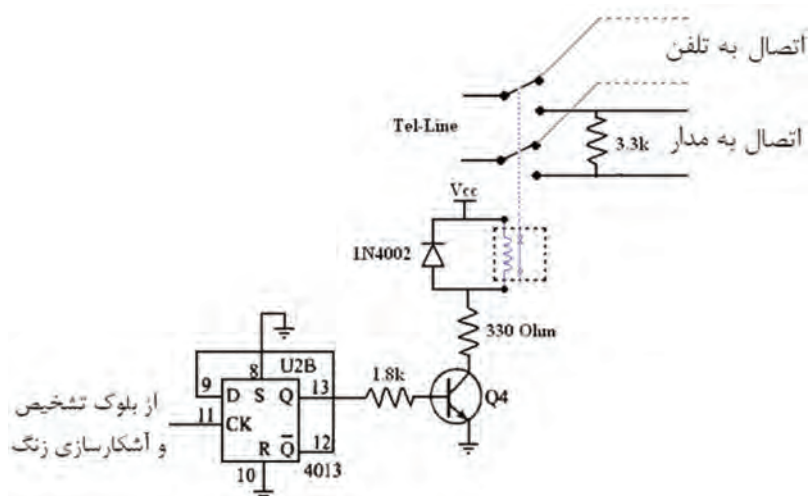 اتصال به تلفن
Tel-Line
اتصال به مدار
3.3k
Vcc
1N4002
330 Ohm
8
U2B
9
D
S
Q
13
1.8k
Q4
از بلوک تشخیص
11
CK
و آشکارسازی زنگ
R
Q
12
10
4013